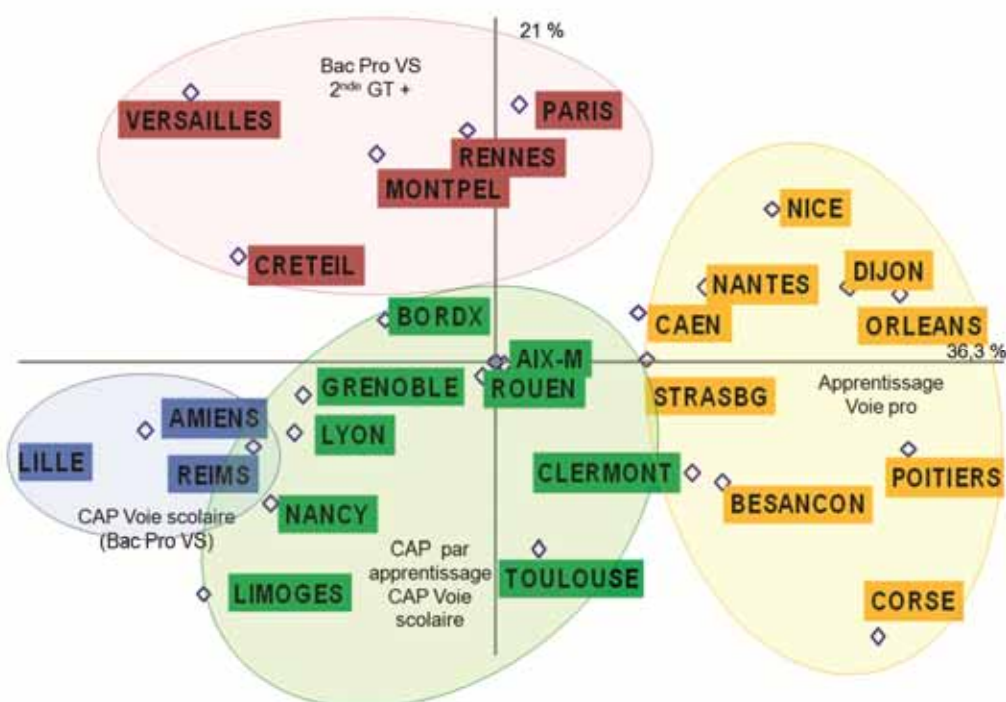 21 %
Bac Pro VS
2nde GT +
VERSAILLES
PARIS
RENNES
MONTPEL
CRETEIL
NICE
NANTES
DIJON
CAEN
ORLEANS
BORDX
36,3 %
AIX-M
GRENOBLE
ROUEN
STRASBG
Apprentissage
Voie pro
AMIENS
LYON
LILLE
REIMS
CLERMONT
POITIERS
BESANCON
NANCY
CAP Voie scolaire
(Bac Pro VS)
CAP par
apprentissage
CAP Voie
scolaire
TOULOUSE
LIMOGES
CORSE